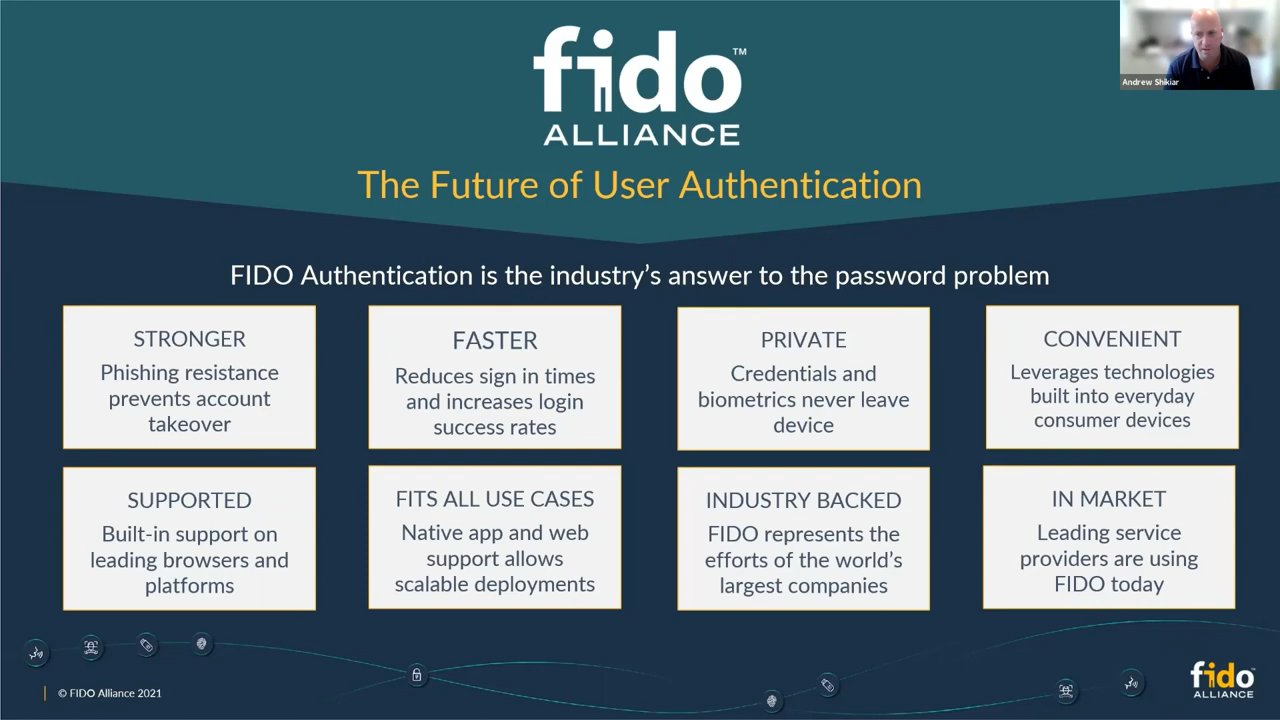 fido™
ALLIANCE
Andrew Shikiar
The Future of User Authentication
FIDO Authentication is the industry's answer to the password problem
STRONGER
Phishing resistance
prevents account
takeover
FASTER
Reduces sign in times
and increases login
success rates
PRIVATE
Credentials and
biometrics never leave
device
CONVENIENT
Leverages technologies
built into everyday
consumer devices
SUPPORTED
Built-in support on
leading browsers and
platforms
FITS ALL USE CASES
Native app and web
support allows
scalable deployments
INDUSTRY BACKED
FIDO represents the
efforts of the world's
largest companies
IN MARKET
Leading service
providers are using
FIDO today
© FIDO Alliance 2021
fido
ALLIANCE